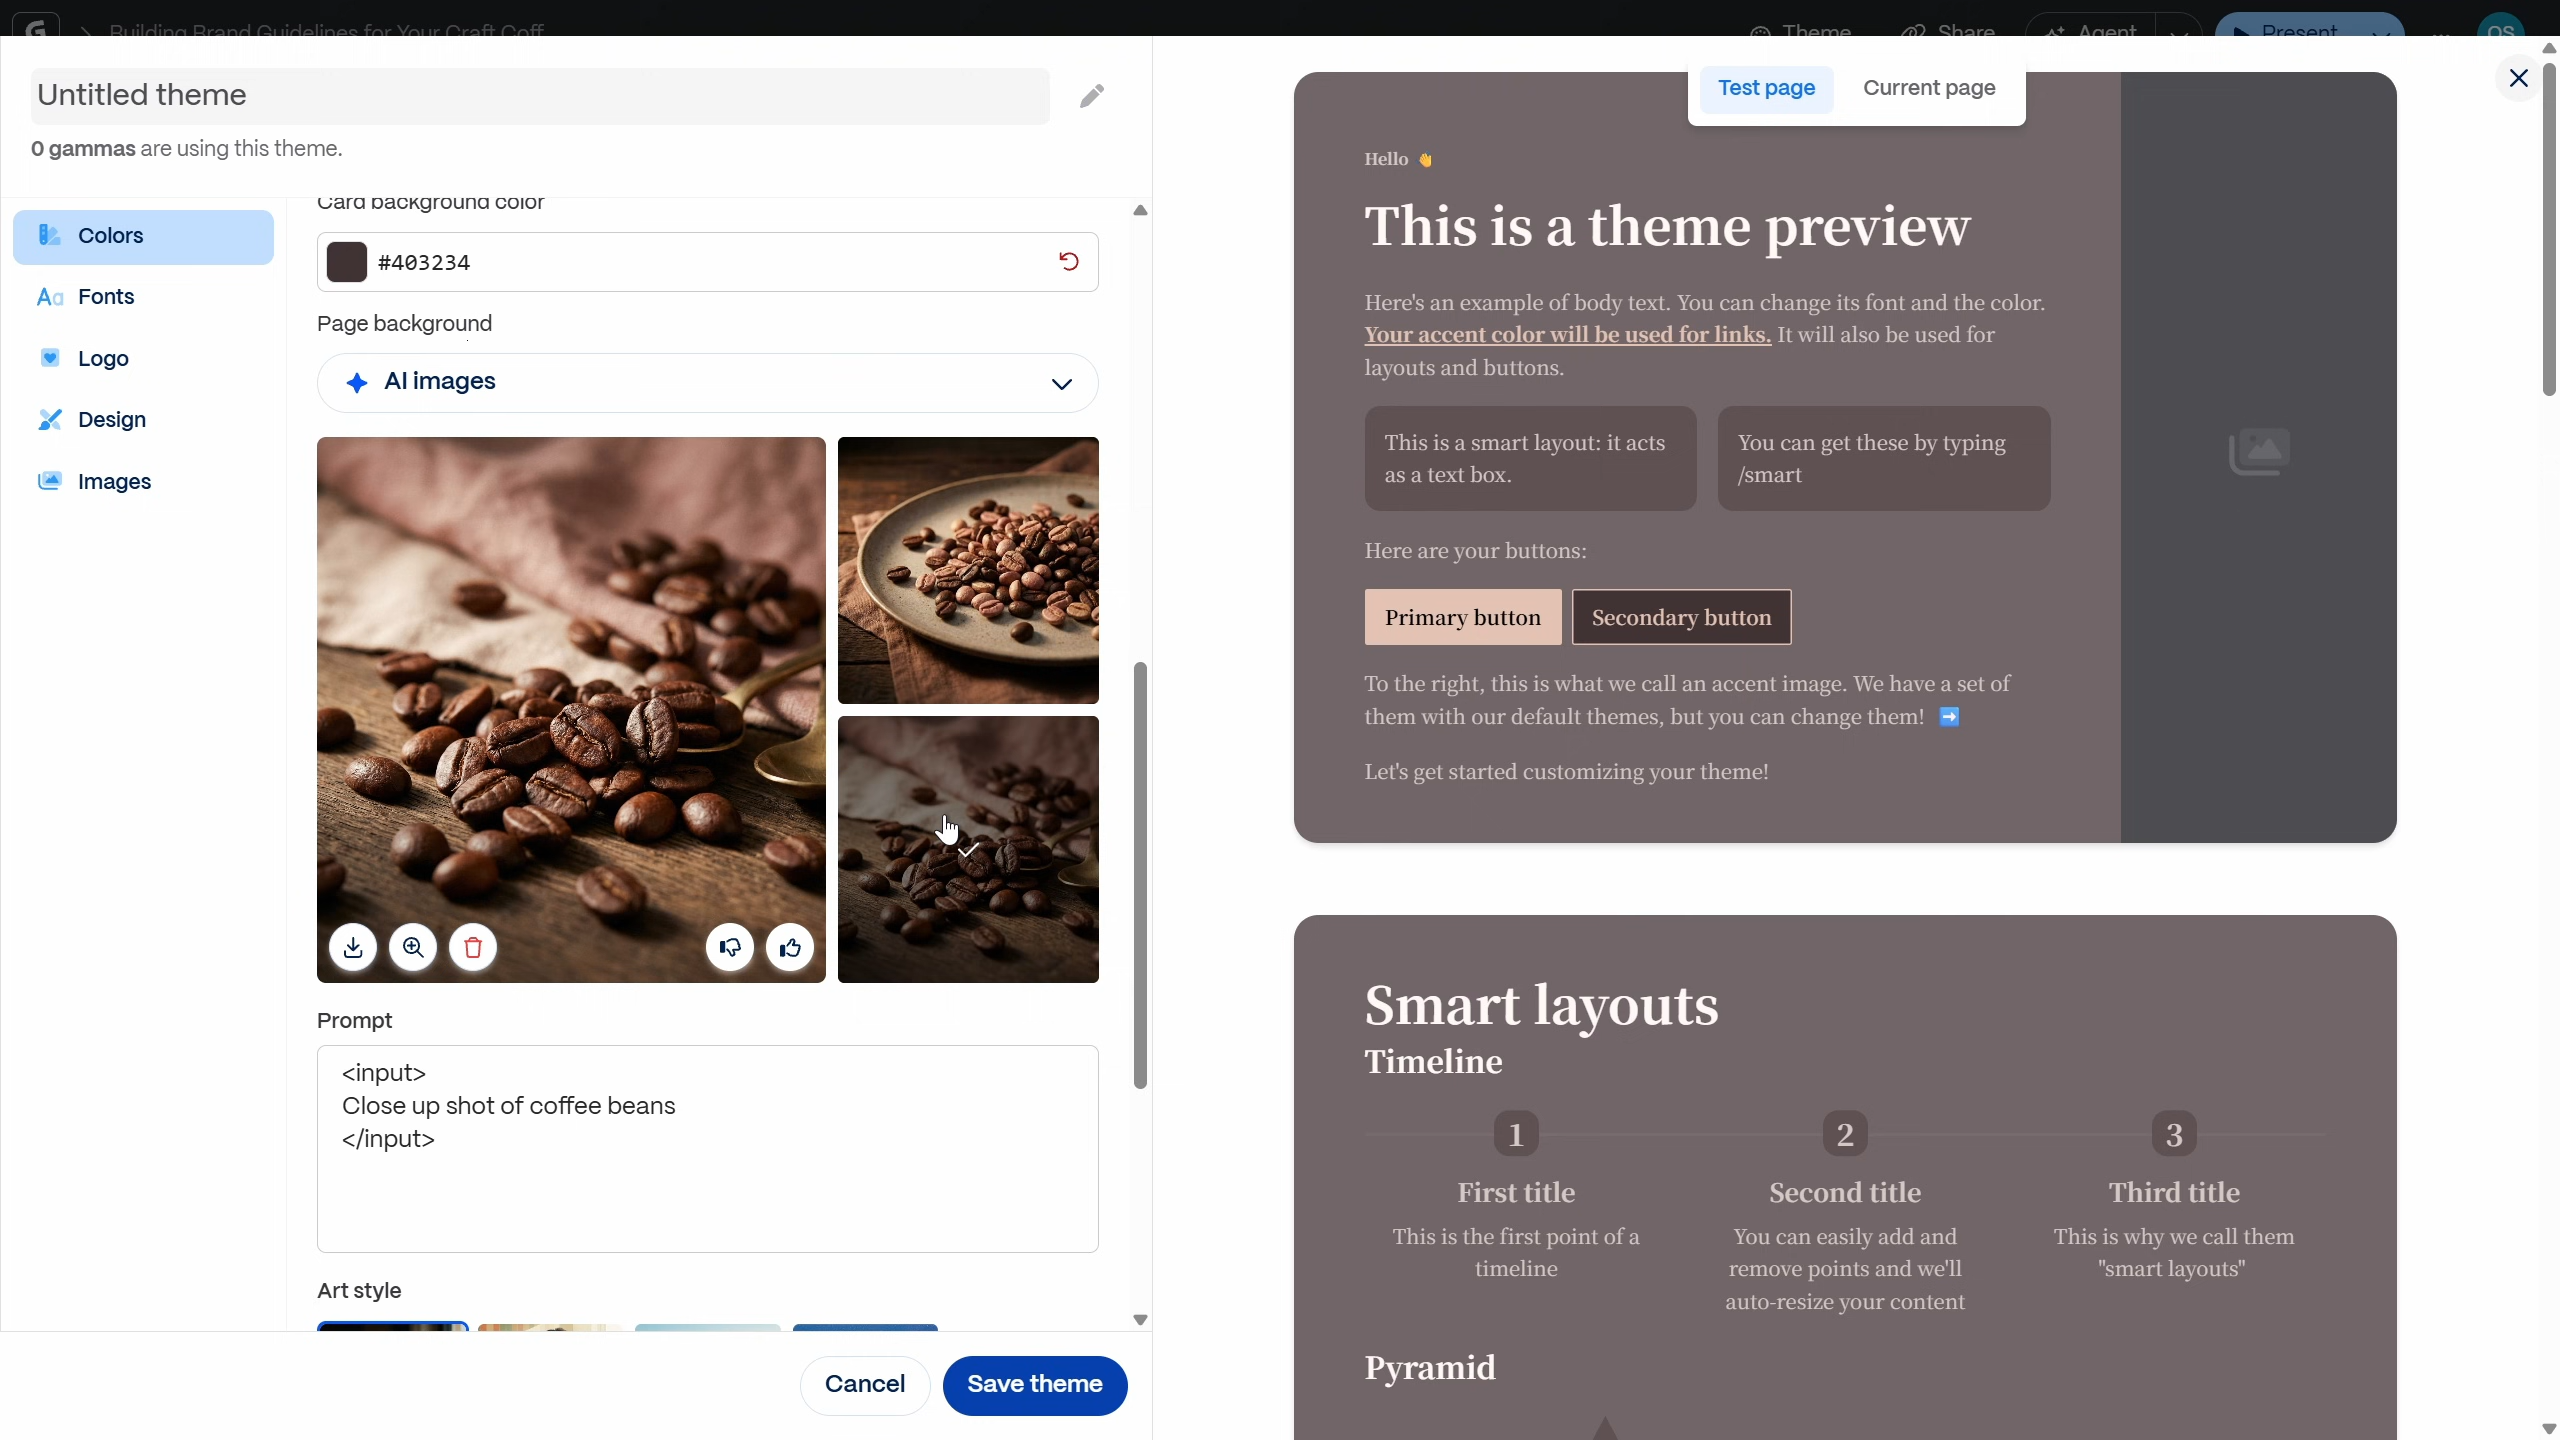 Building Brand Guidelines for Your Craft Coff
Theme
Share
Agent
Present
OS
Untitled theme
0 gammas are using this theme.
Colors
Fonts
Logo
Design
Images
Card background color
#403234
Page background
AI images
Prompt
<input>
Close up shot of coffee beans
</input>
Art style
Cancel
Save theme
Test page
Current page
Hello 👋
This is a theme preview
Here's an example of body text. You can change its font and the color.
Your accent color will be used for links. It will also be used for
layouts and buttons.
This is a smart layout: it acts
as a text box.
You can get these by typing
/smart
Here are your buttons:
Primary button
Secondary button
To the right, this is what we call an accent image. We have a set of
them with our default themes, but you can change them! ➡️
Let's get started customizing your theme!
Smart layouts
Timeline
1
First title
This is the first point of a
timeline
2
Second title
You can easily add and
remove points and we'll
auto-resize your content
3
Third title
This is why we call them
"smart layouts"
Pyramid